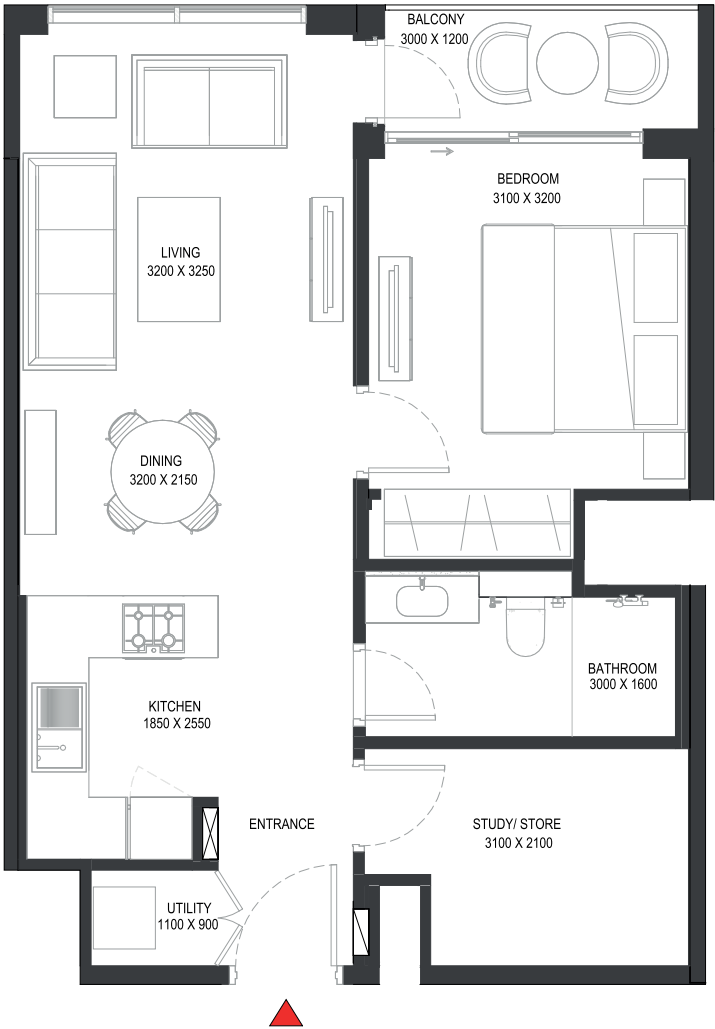 BALCONY
3000 X 1200
BEDROOM
3100 X 3200
LIVING
3200 X 3250
DINING
3200 X 2150
BATHROOM
3000 X 1600
KITCHEN
1850 X 2550
ENTRANCE
STUDY/ STORE
3100 X 2100
UTILITY
1100 X 900